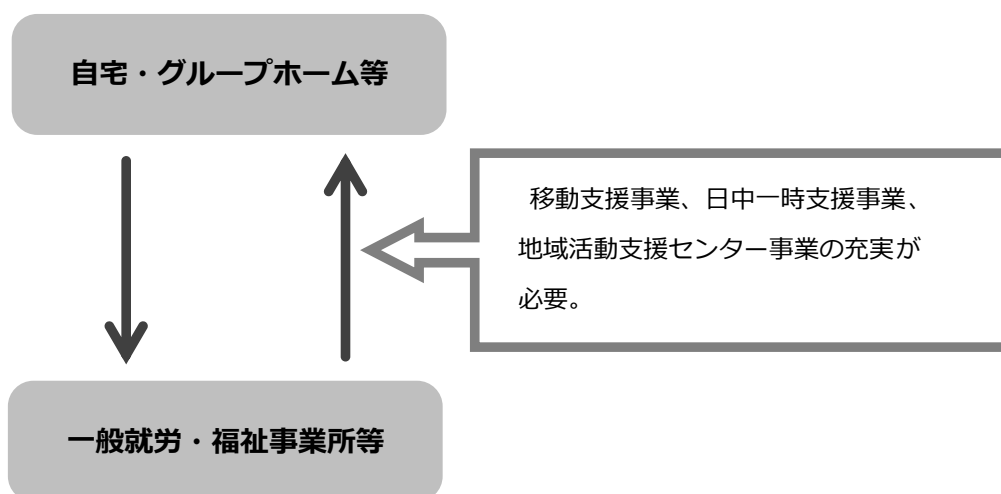 自宅・グループホーム等
移動支援事業、日中一時支援事業、
地域活動支援センター事業の充実が
必要。
一般就労・福祉事業所等